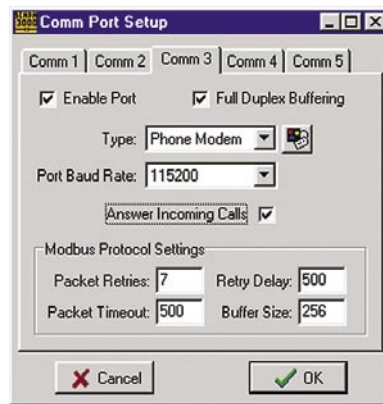 Comm Port Setup
Comm 1 Comm 2 Comm 3 Comm 4 Comm 5
Enable Port Full Duplex Buffering
Type: Phone Modem
Port Baud Rate: 115200
Answer Incoming Calls
Modbus Protocol Settings
Packet Retries: 7 Retry Delay: 500
Packet Timeout: 500 Buffer Size: 256
Cancel OK